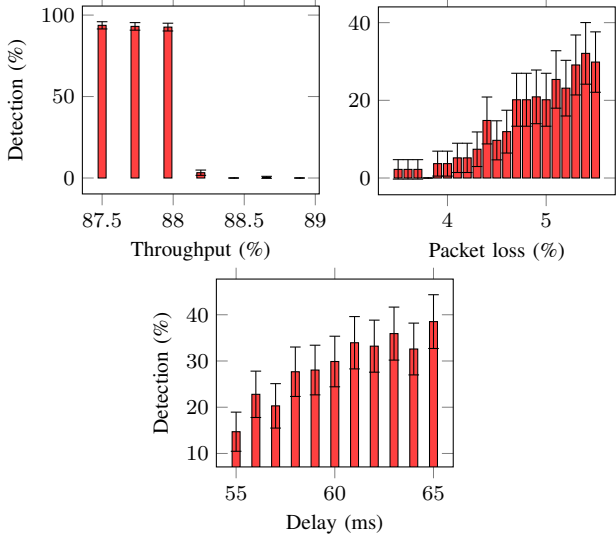 100
50
0
Detection (%)
87.5 88 88.5 89
Throughput (%)
40
20
0
4 5
Packet loss (%)
40
30
20
10
Detection (%)
55 60 65
Delay (ms)